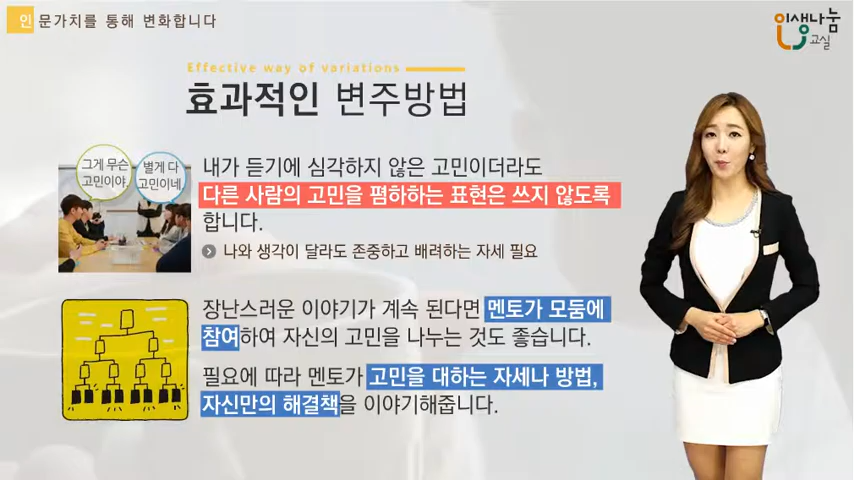 인문가치를 통해 변화합니다
인생나눔
교실
Effective way of variations
효과적인 변주방법
그게 무슨
고민이야
별게 다
고민이네
내가 듣기에 심각하지 않은 고민이더라도
다른 사람의 고민을 폄하하는 표현은 쓰지 않도록
합니다.
나와 생각이 달라도 존중하고 배려하는 자세 필요
장난스러운 이야기가 계속 된다면 멘토가 모둠에
참여하여 자신의 고민을 나누는 것도 좋습니다.
필요에 따라 멘토가 고민을 대하는 자세나 방법,
자신만의 해결책을 이야기해줍니다.